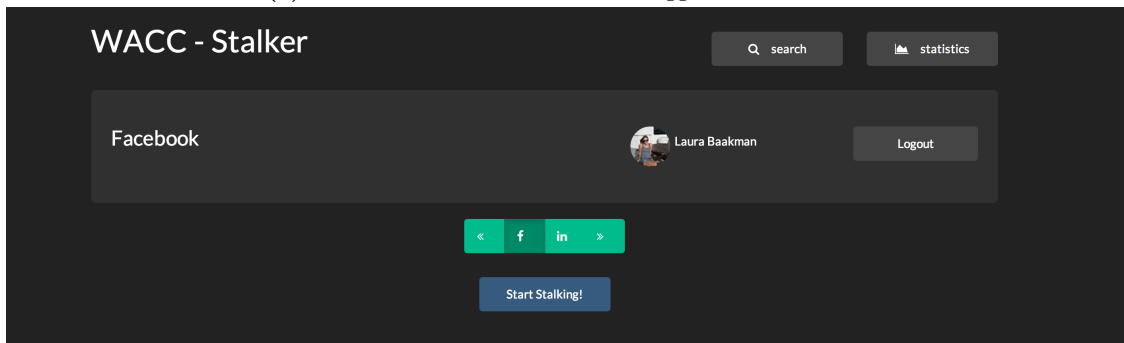 WACC - Stalker
search
statistics
Facebook
Laura Baakman
Logout
« f in »
Start Stalking!